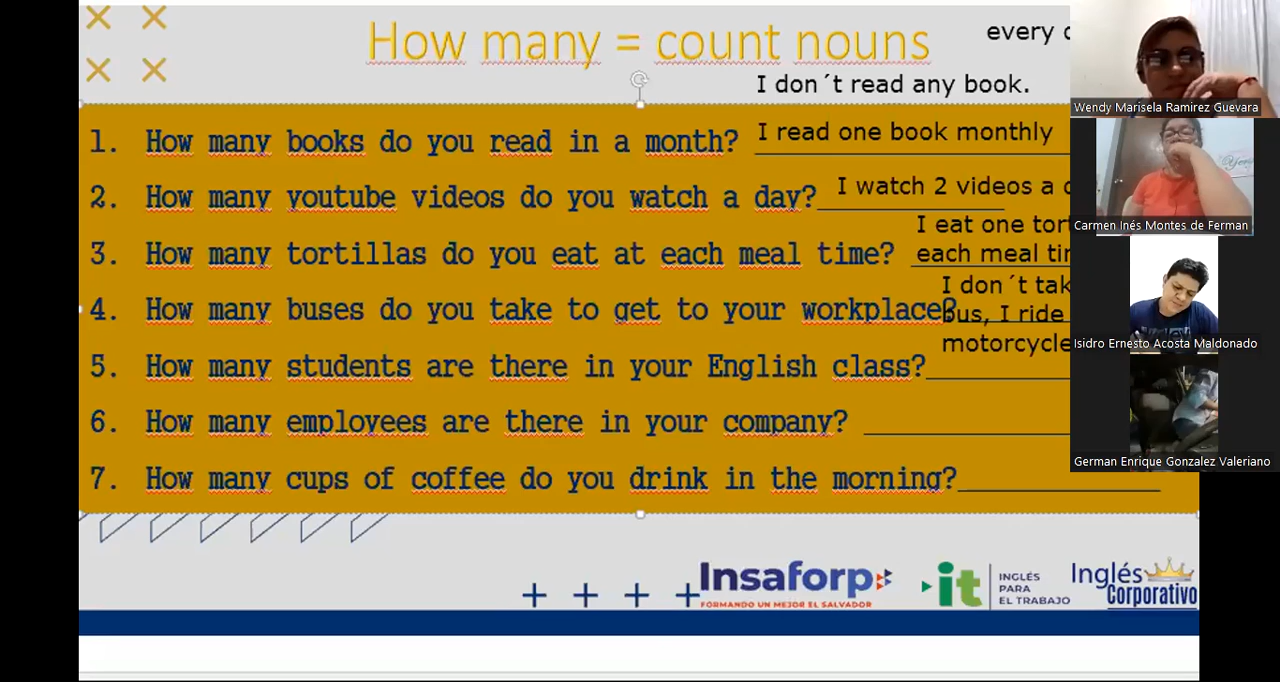 How many = count nouns
every
I don´t read any book.
1. How many books do you read in a month? I read one book monthly
2. How many youtube videos do you watch a day? I watch 2 videos a
I eat one
3. How many tortillas do you eat at each meal time? each meal
I don´t
4. How many buses do you take to get to your workplace? bus, I ride
motorcycle
5. How many students are there in your English class?
6. How many employees are there in your company?
7. How many cups of coffee do you drink in the morning?
Insaforp
FORMANDO UN MEJOR EL SALVADOR
it
INGLÉS
PARA
EL TRABAJO
Inglés
Corporativo
Wendy Marisela Ramirez Guevara
Carmen Inés Montes de Ferman
Isidro Ernesto Acosta Maldonado
German Enrique Gonzalez Valeriano